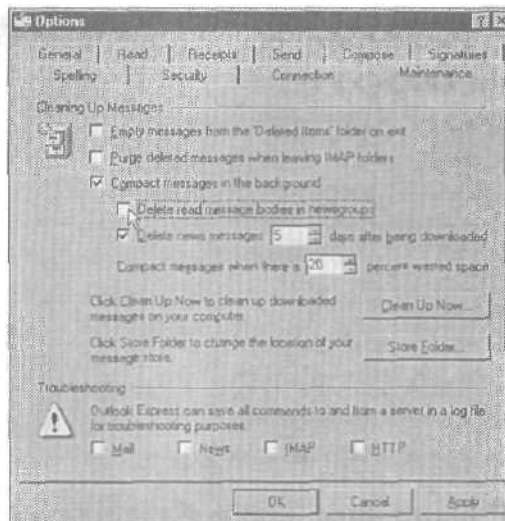 Options
General Read Receipts Send Compose Signatures
Spelling Security Connection Maintenance
Cleaning Up Messages
Empty messages from the 'Deleted Items' folder on exit
Purge deleted messages when leaving IMAP folders
Compact messages in the background
Delete read message bodies in newsgroups
Delete news messages 5 days after being downloaded
Compact messages when there is 20 percent wasted space
Click Clean Up Now to clean up downloaded
messages on your computer.
Clean Up Now...
Click Store Folder to change the location of your
message store.
Store Folder...
Troubleshooting
Outlook Express can save all commands to and from a server in a log file
for troubleshooting purposes.
Mail News IMAP HTTP
OK Cancel Apply